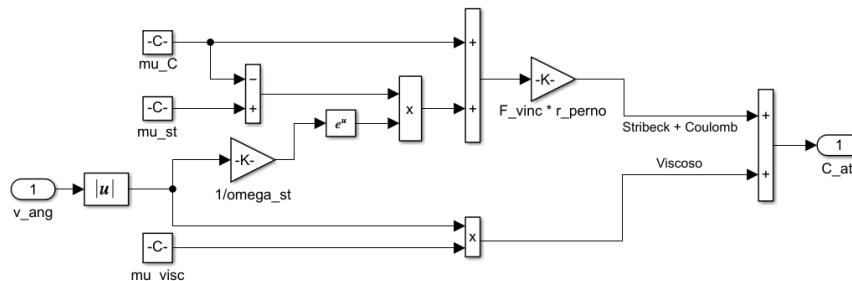 -C-
mu_C
-C-
mu_st
−
+
-K-
1/omega_st
e^u
x
+
+
-K-
F_vinc * r_perno
Stribeck + Coulomb
Viscoso
+
+
1
C_at
1
v_ang
|u|
-C-
mu_visc
x